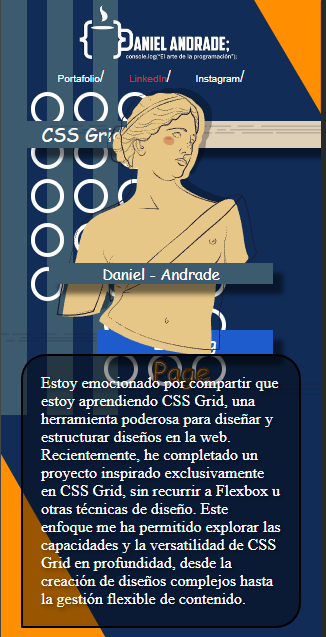 DANIEL ANDRADE;
console.log("El arte de la programación");
Portafolio/ LinkedIn/ Instagram/
CSS Grid
Daniel - Andrade
Page
Estoy emocionado por compartir que
estoy aprendiendo CSS Grid, una
herramienta poderosa para diseñar y
estructurar diseños en la web.
Recientemente, he completado un
proyecto inspirado exclusivamente
en CSS Grid, sin recurrir a Flexbox u
otras técnicas de diseño. Este
enfoque me ha permitido explorar las
capacidades y la versatilidad de CSS
Grid en profundidad, desde la
creación de diseños complejos hasta
la gestión flexible de contenido.